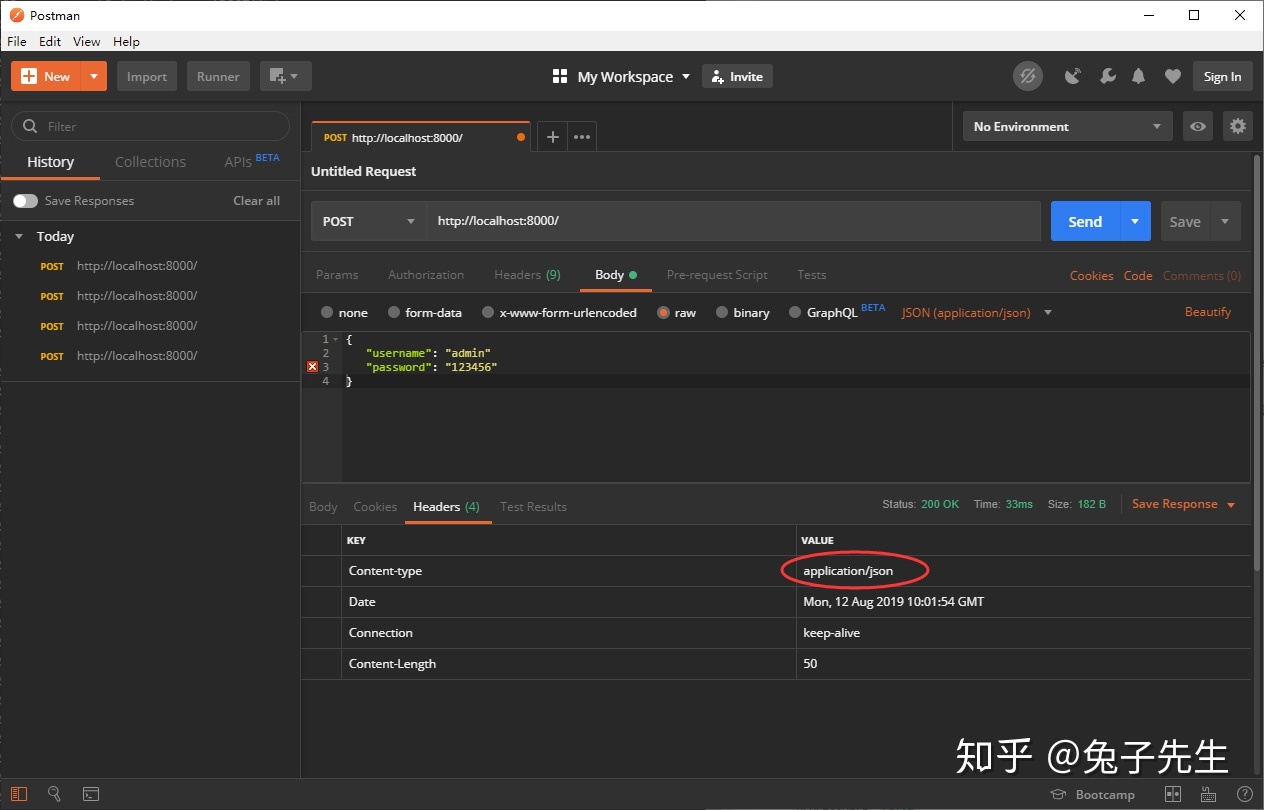 Postman
File Edit View Help
New Import Runner My Workspace Invite Sign In
Filter
History Collections APIs BETA
Save Responses Clear all
Today
POST http://localhost:8000/
POST http://localhost:8000/
POST http://localhost:8000/
POST http://localhost:8000/
POST http://localhost:8000/ No Environment
Untitled Request
POST http://localhost:8000/ Send Save
Params Authorization Headers (9) Body Pre-request Script Tests Cookies Code Comments (0)
none form-data x-www-form-urlencoded raw binary GraphQL BETA JSON (application/json) Beautify
1 {
2 "username": "admin"
3 "password": "123456"
4 }
Body Cookies Headers (4) Test Results Status: 200 OK Time: 33ms Size: 182 B Save Response
KEY VALUE
Content-type application/json
Date Mon, 12 Aug 2019 10:01:54 GMT
Connection keep-alive
Content-Length 50
知乎 @兔子先生
Bootcamp